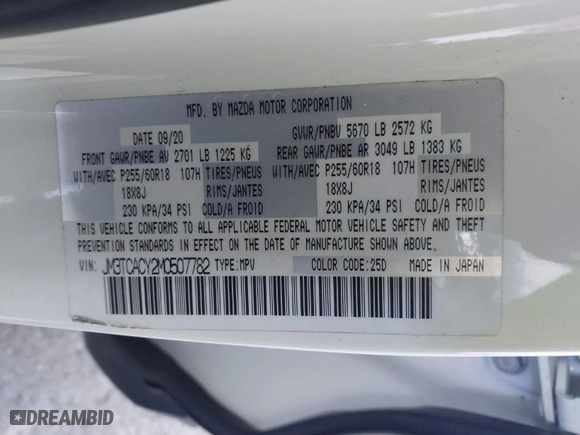 MFD. BY MAZDA MOTOR CORPORATION
DATE 09/20 GVWR/PNBV 5670 LB 2572 KG
FRONT GAWR/PNBE AV 2701 LB 1225 KG REAR GAWR/PNBE AR 3049 LB 1383 KG
WITH/AVEC P255/60R18 107H TIRES/PNEUS WITH/AVEC P255/60R18 107H TIRES/PNEUS
18X8J RIMS/JANTES 18X8J RIMS/JANTES
230 KPA/34 PSI COLD/A FROID 230 KPA/34 PSI COLD/A FROID
THIS VEHICLE CONFORMS TO ALL APPLICABLE FEDERAL MOTOR VEHICLE SAFETY AND THEFT
PREVENTION STANDARDS IN EFFECT ON THE DATE OF MANUFACTURE SHOWN ABOVE.
VIN: JM3TCACY2M0507782 TYPE:MPV COLOR CODE:25D MADE IN JAPAN
DREAMBID